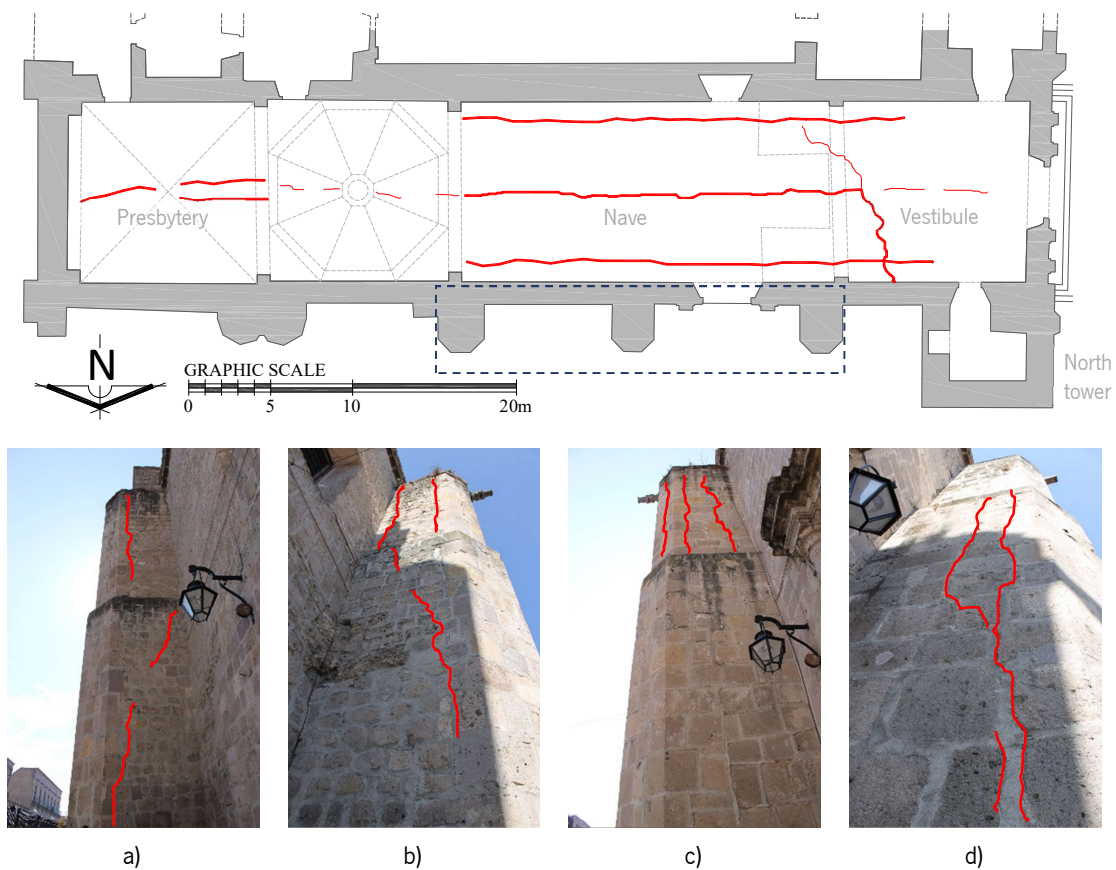 Presbytery
Nave
Vestibule
N
GRAPHIC SCALE
0 5 10 20m
North
tower
a) b) c) d)